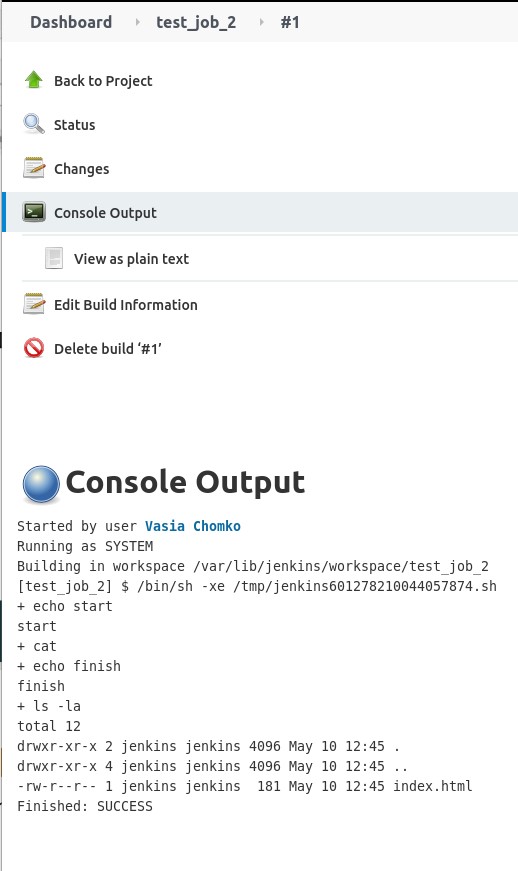 Dashboard test_job_2 #1
Back to Project
Status
Changes
Console Output
View as plain text
Edit Build Information
Delete build ‘#1’
Console Output
Started by user Vasia Chomko
Running as SYSTEM
Building in workspace /var/lib/jenkins/workspace/test_job_2
[test_job_2] $ /bin/sh -xe /tmp/jenkins601278210044057874.sh
+ echo start
start
+ cat
+ echo finish
finish
+ ls -la
total 12
drwxr-xr-x 2 jenkins jenkins 4096 May 10 12:45 .
drwxr-xr-x 4 jenkins jenkins 4096 May 10 12:45 ..
-rw-r--r-- 1 jenkins jenkins  181 May 10 12:45 index.html
Finished: SUCCESS